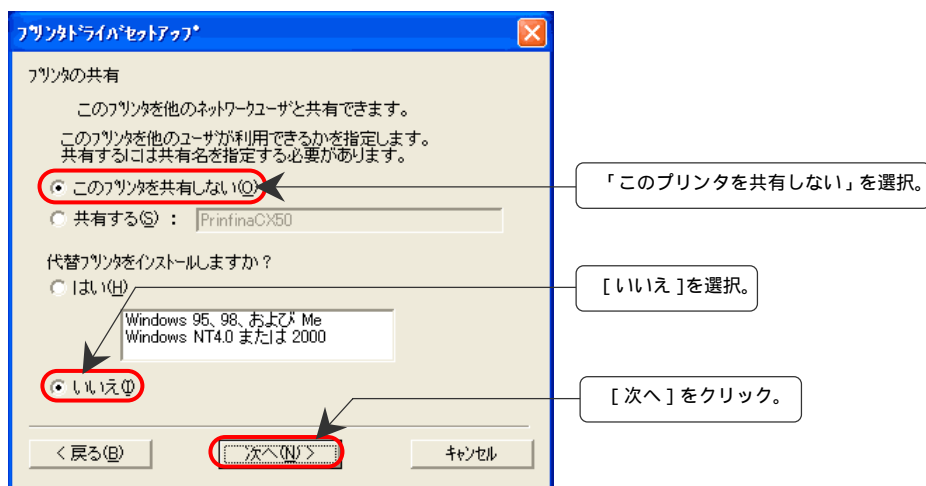 プリンタドライバセットアップ
プリンタの共有
このプリンタを他のネットワークユーザと共有できます。
このプリンタを他のユーザが利用できるかを指定します。
共有するには共有名を指定する必要があります。
このプリンタを共有しない(O)
「このプリンタを共有しない」を選択。
共有する(S) : PrinfinaCX50
代替プリンタをインストールしますか?
はい(H)
[いいえ]を選択。
Windows 95、98、および Me
Windows NT4.0 または 2000
いいえ(I)
[次へ]をクリック。
< 戻る(B)
次へ(N) >
キャンセル